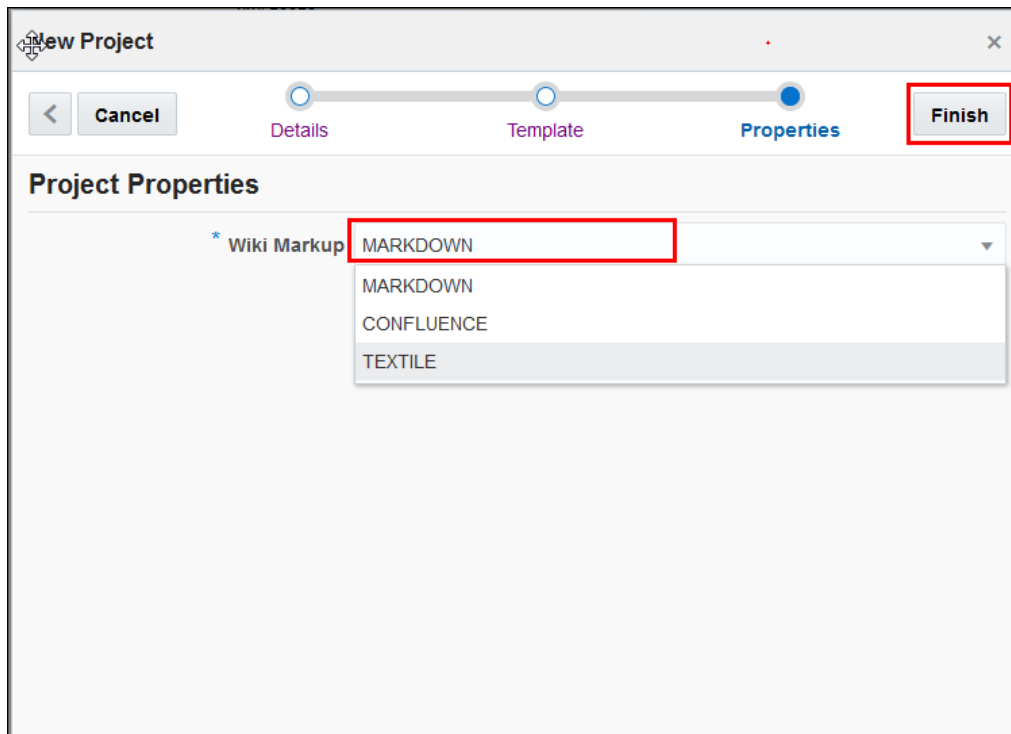 New Project
×
Cancel
Details
Template
Properties
Finish
Project Properties
* Wiki Markup
MARKDOWN
MARKDOWN
CONFLUENCE
TEXTILE